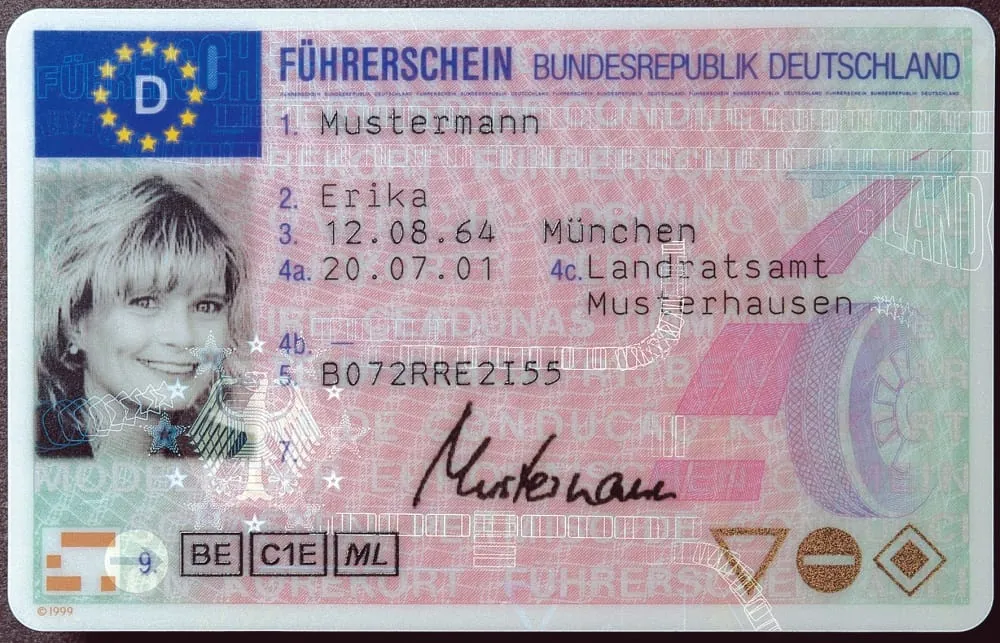 FÜHRERSCHEIN BUNDESREPUBLIK DEUTSCHLAND
D
1. Mustermann
2. Erika
3. 12.08.64 München
4a. 20.07.01 4c. Landratsamt
Musterhausen
4b. —
5. B072RRE2I55
7. Mustermann
9. BE C1E ML
©1999